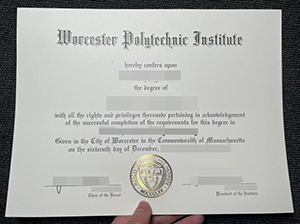 Worcester Polytechnic Institute
hereby confers upon
the degree of
with all the rights and privileges thereunto pertaining in acknowledgment
of the successful completion of the requirements for this degree in
Given in the City of Worcester in the Commonwealth of Massachusetts
on the sixteenth day of December,
Chair of the Board
President of the Institute